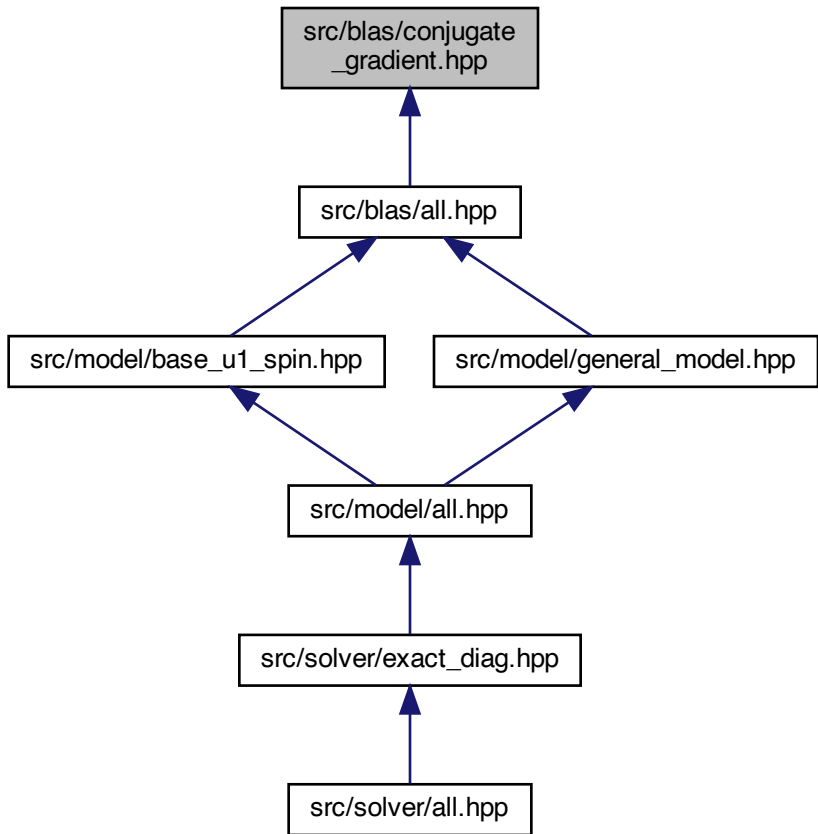 src/blas/conjugate
_gradient.hpp
src/blas/all.hpp
src/model/base_u1_spin.hpp
src/model/general_model.hpp
src/model/all.hpp
src/solver/exact_diag.hpp
src/solver/all.hpp